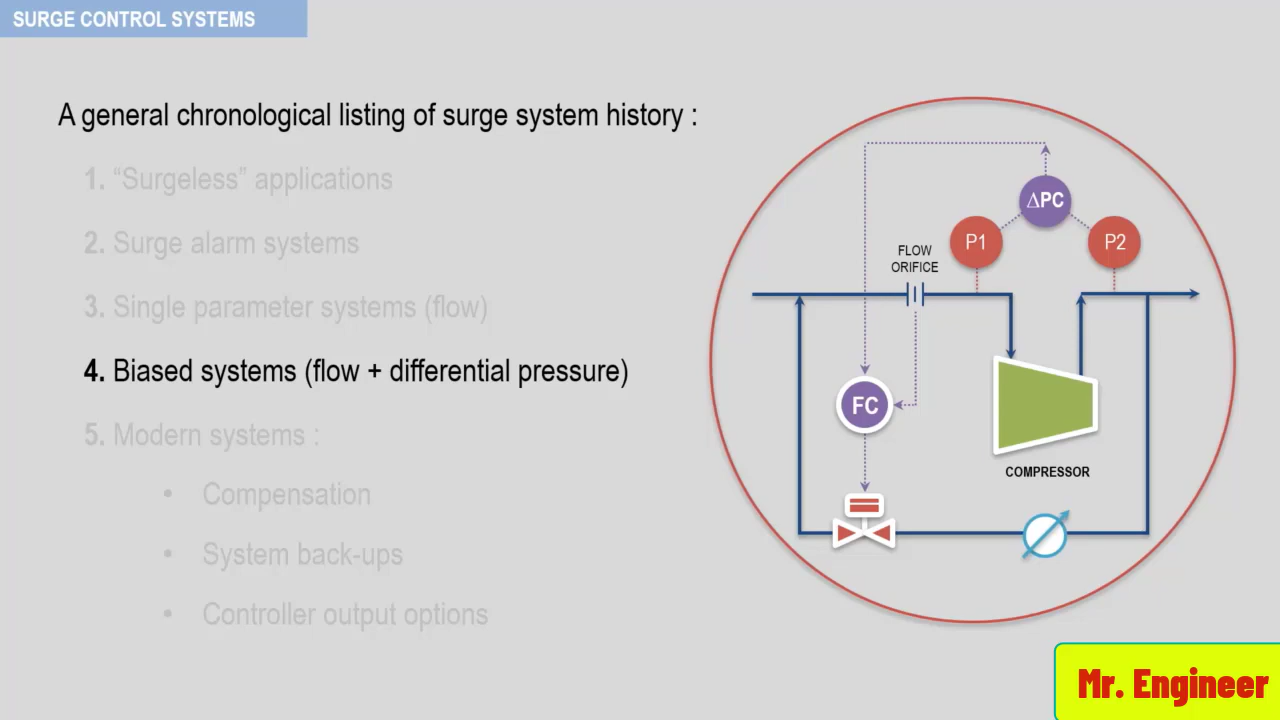 SURGE CONTROL SYSTEMS
A general chronological listing of surge system history :
1. “Surgeless” applications
2. Surge alarm systems
3. Single parameter systems (flow)
4. Biased systems (flow + differential pressure)
5. Modern systems :
• Compensation
• System back-ups
• Controller output options
ΔPC
P1
P2
FLOW
ORIFICE
FC
COMPRESSOR
Mr. Engineer